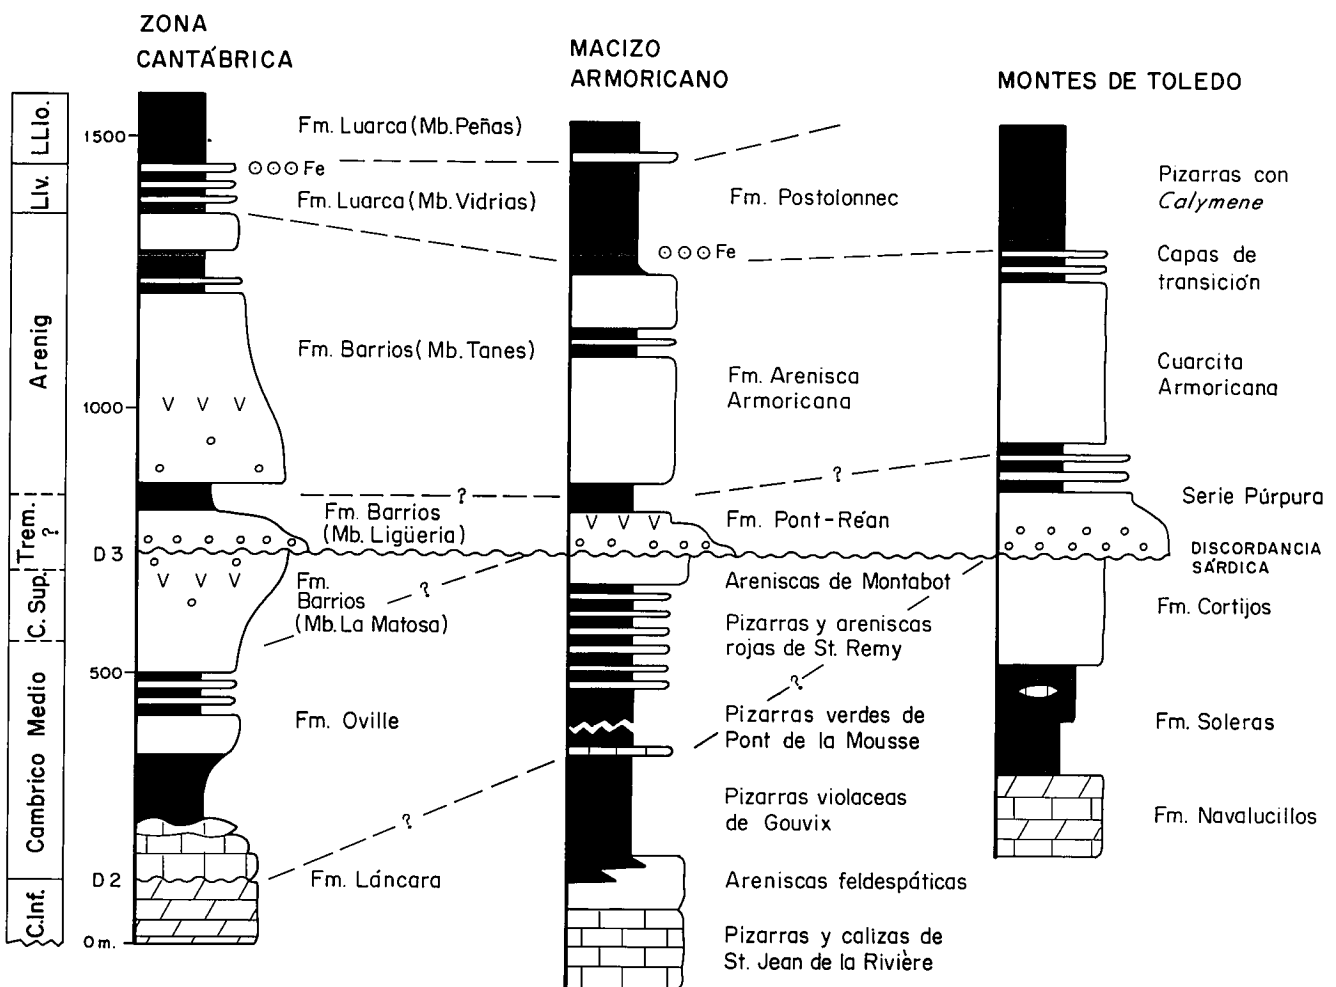 ZONA
CANTÁBRICA
MACIZO
ARMORICANO
MONTES DE TOLEDO
LLlo.
Llv.
Arenig
Trem.
?
C. Sup.
Cambrico Medio
C.Inf.
1500
1000
D 3
500
D 2
0 m.
Fm. Luarca (Mb. Peñas)
Fe
Fm. Luarca (Mb. Vidrias)
Fm. Barrios (Mb. Tanes)
V V V
?
Fm. Barrios
(Mb. Ligüeria)
V V V
Fm.
Barrios
(Mb. La Matosa)
?
Fm. Oville
?
Fm. Láncara
Fm. Postolonnec
Fe
Fm. Arenisca
Armoricana
?
V V V
Fm. Pont-Réan
Areniscas de Montabot
Pizarras y areniscas
rojas de St. Remy
?
Pizarras verdes de
Pont de la Mousse
Pizarras violaceas
de Gouvix
Areniscas feldespáticas
Pizarras y calizas de
St. Jean de la Rivière
Pizarras con
Calymene
Capas de
transición
Cuarcita
Armoricana
Serie Púrpura
DISCORDANCIA
SÁRDICA
Fm. Cortijos
Fm. Soleras
Fm. Navalucillos